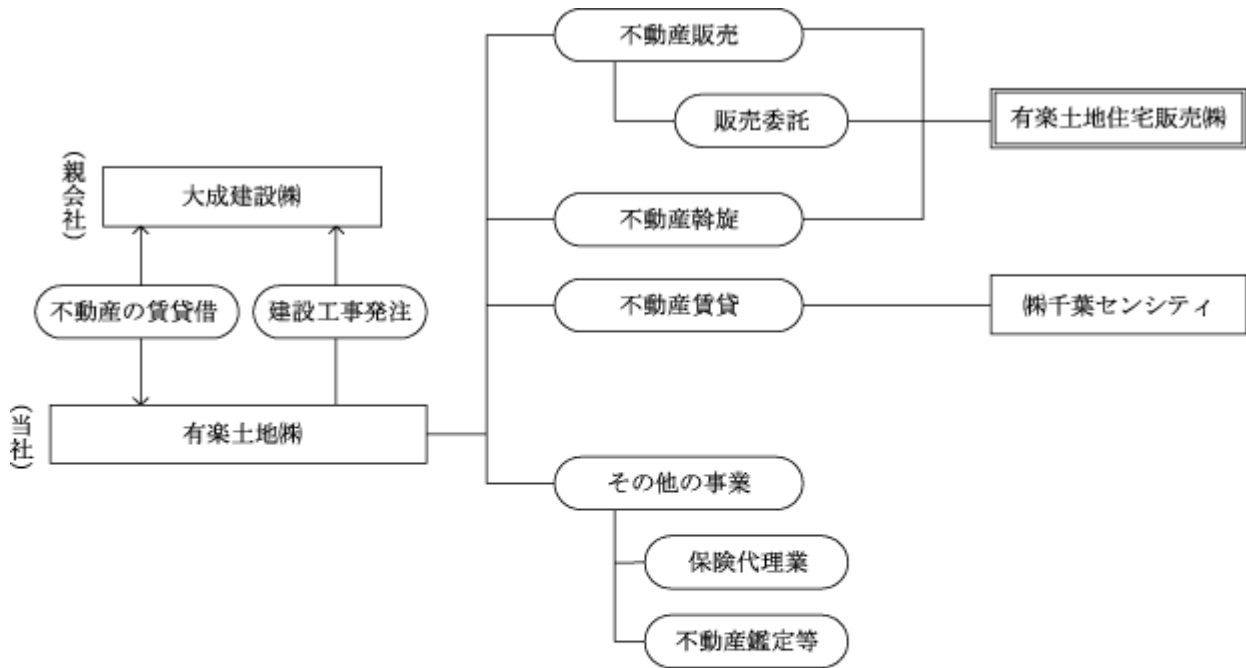 不動産販売
販売委託
有楽土地住宅販売㈱
(親会社)
大成建設㈱
不動産斡旋
不動産の賃貸借
建設工事発注
不動産賃貸
㈱千葉センシティ
(当社)
有楽土地㈱
その他の事業
保険代理業
不動産鑑定等